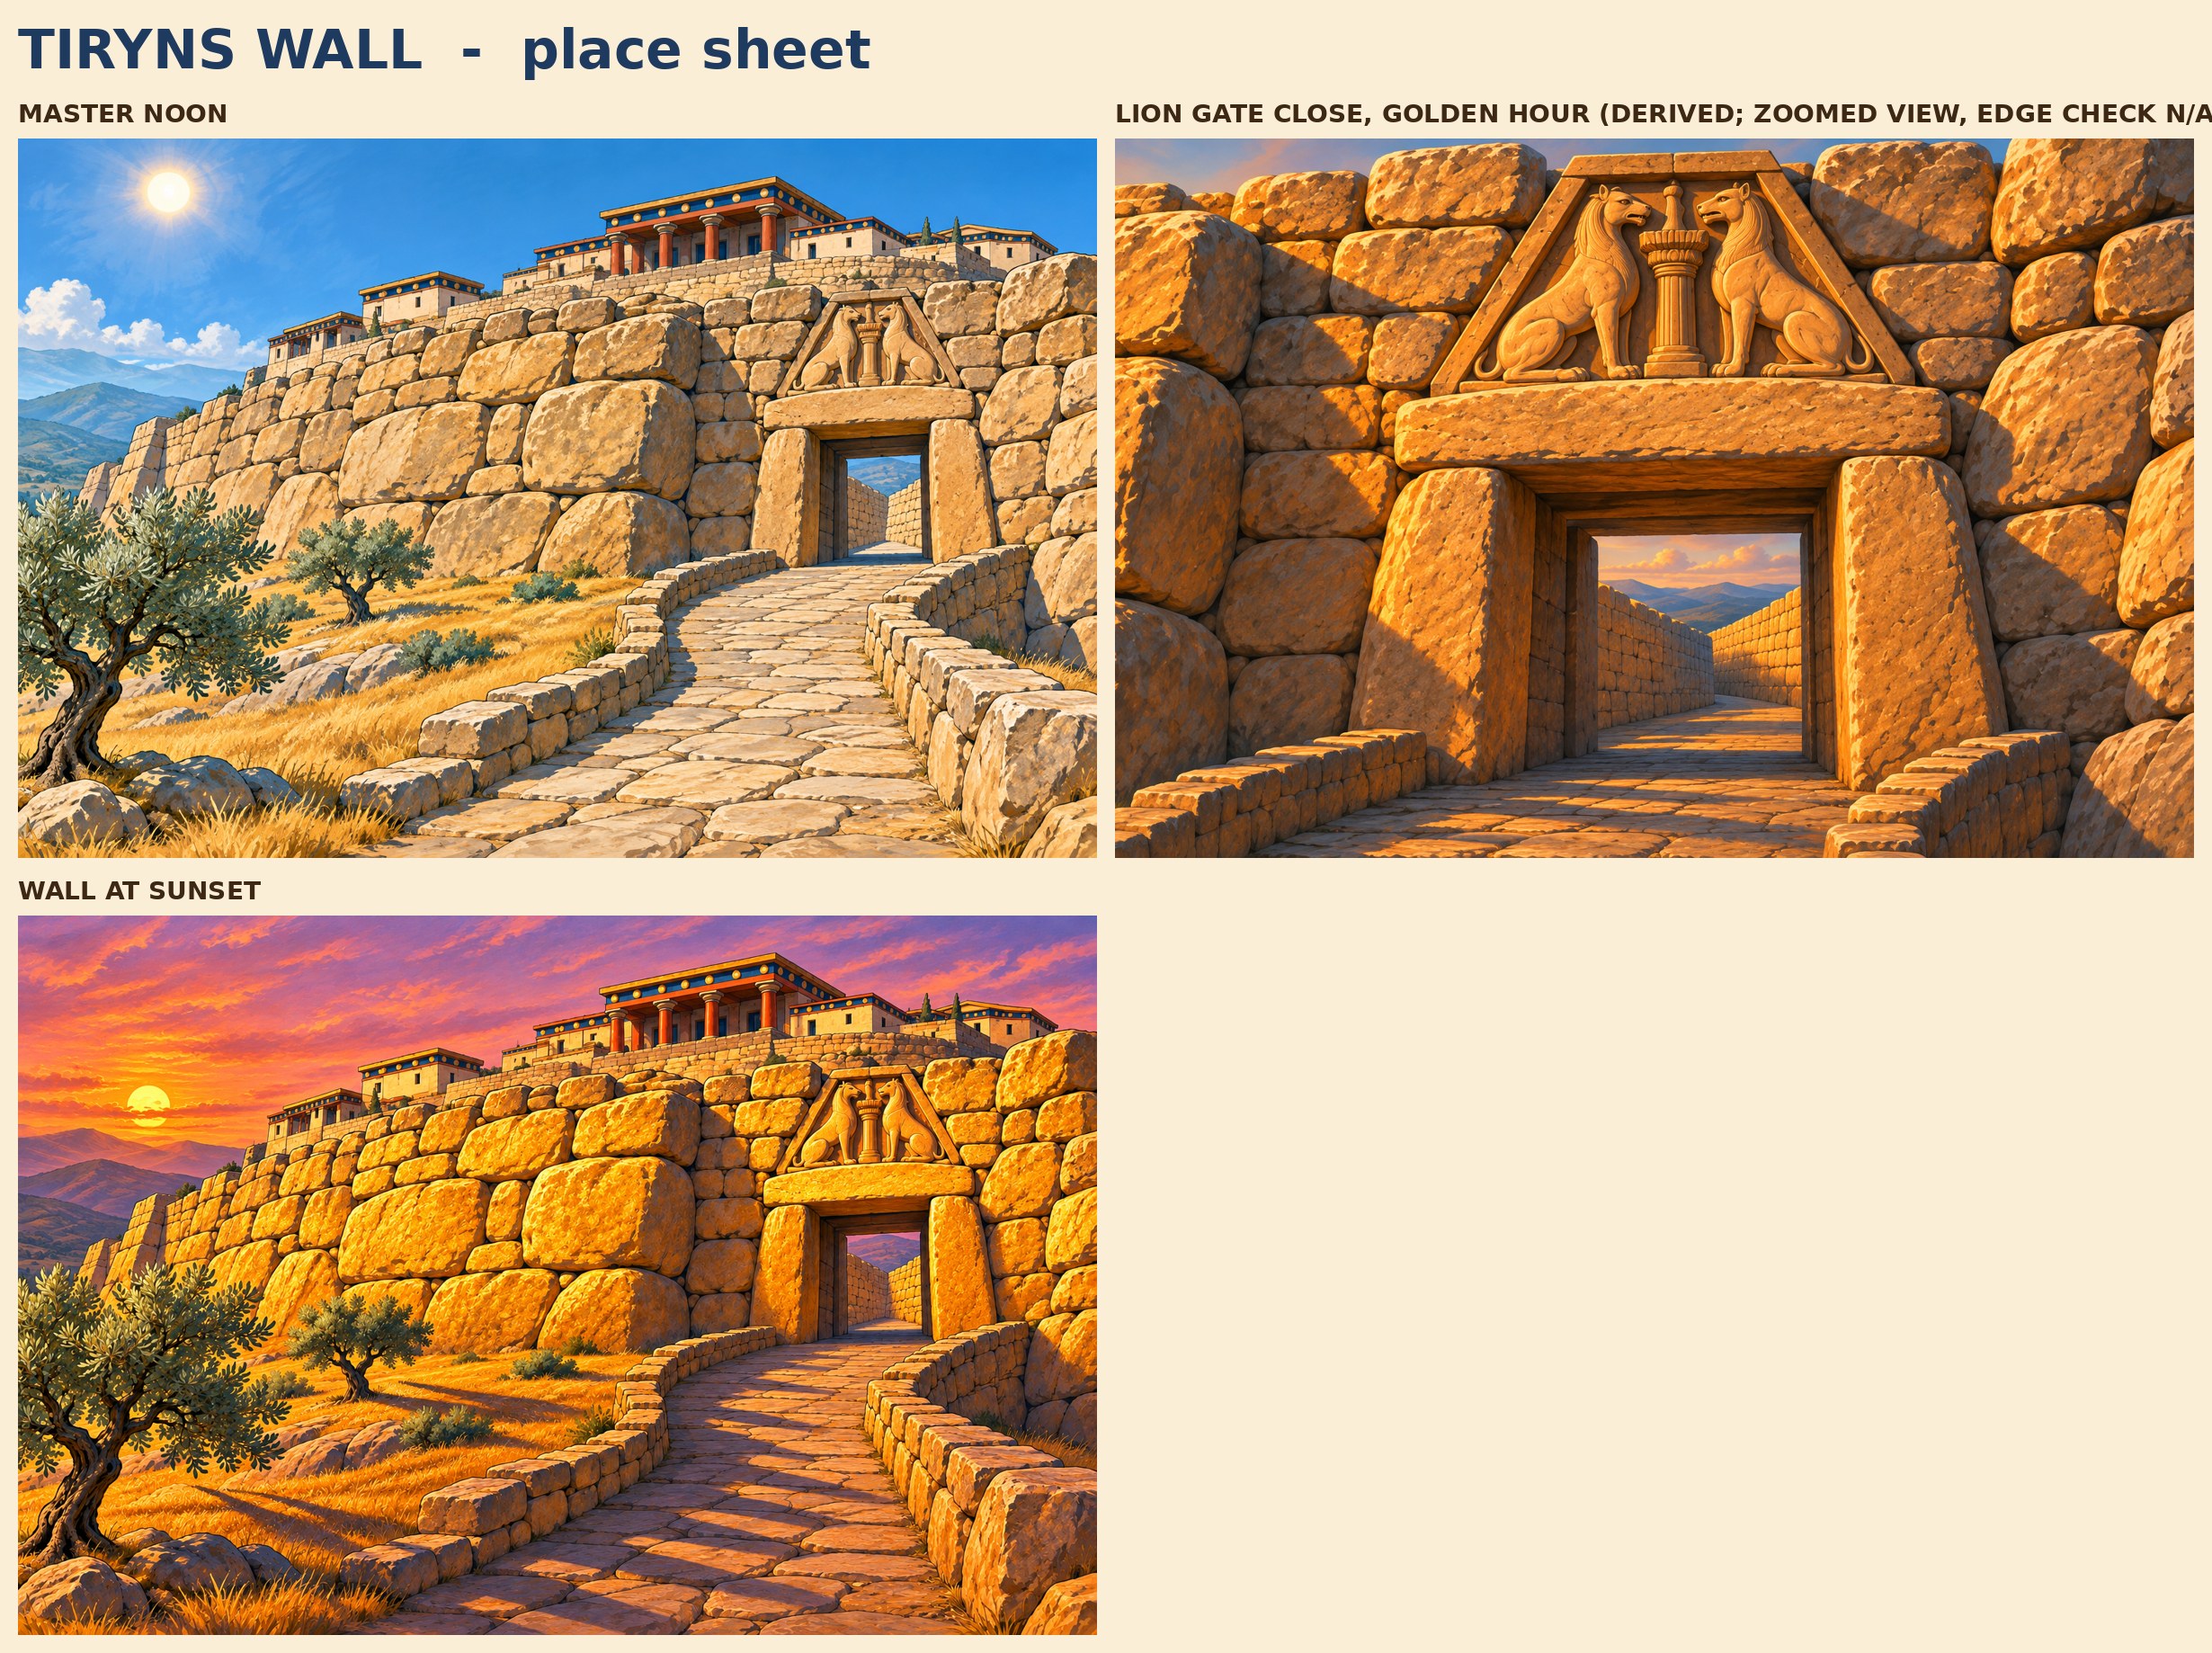 TIRYNS WALL - place sheet
MASTER NOON
LION GATE CLOSE, GOLDEN HOUR (DERIVED; ZOOMED VIEW, EDGE CHECK N/A
WALL AT SUNSET